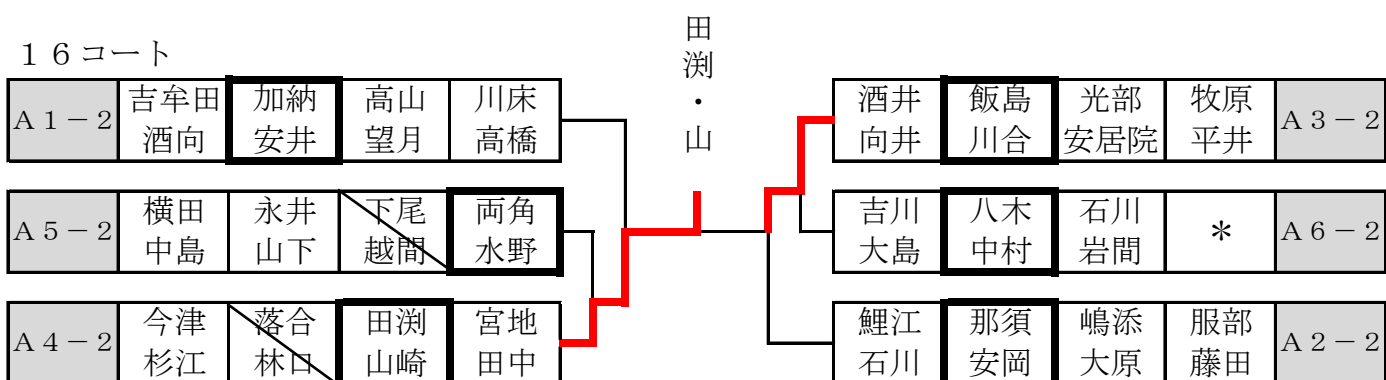 田渕・山
16コート
A1-2 吉牟田 加納 高山 川床
酒向 安井 望月 高橋
酒井 飯島 光部 牧原 A3-2
向井 川合 安居院 平井
A5-2 横田 永井 下尾 両角
中島 山下 越間 水野
吉川 八木 石川 * A6-2
大島 中村 岩間
A4-2 今津 落合 田渕 宮地
杉江 林口 山崎 田中
鯉江 那須 嶋添 服部 A2-2
石川 安岡 大原 藤田